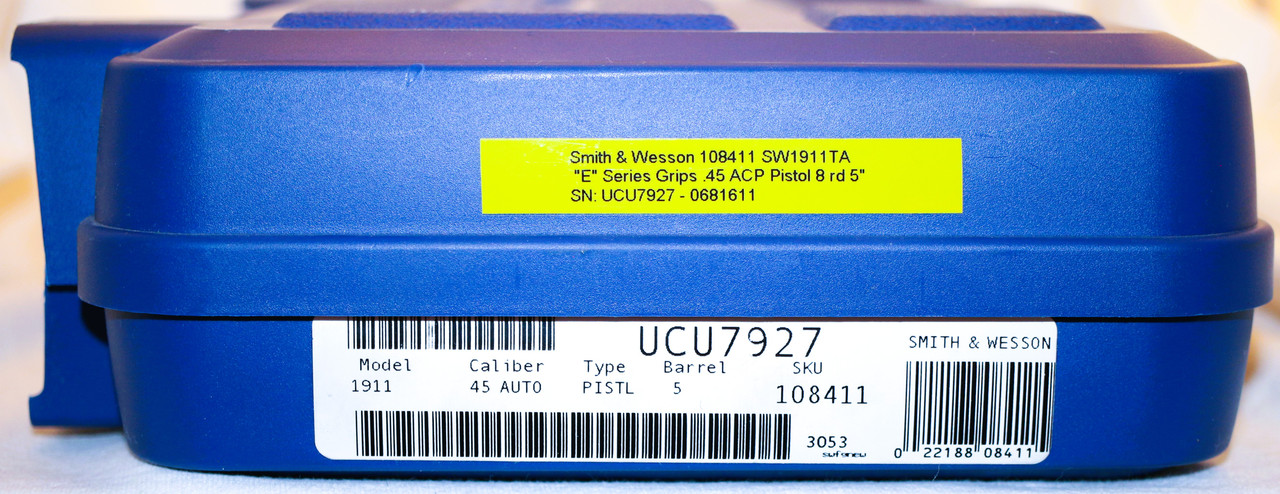 Smith & Wesson 108411 SW1911TA
"E" Series Grips .45 ACP Pistol 8 rd 5"
SN: UCU7927 - 0681611
UCU7927
SMITH & WESSON
Model Caliber Type Barrel SKU
1911 45 AUTO PISTL 5 108411
3053
0 22188 08411